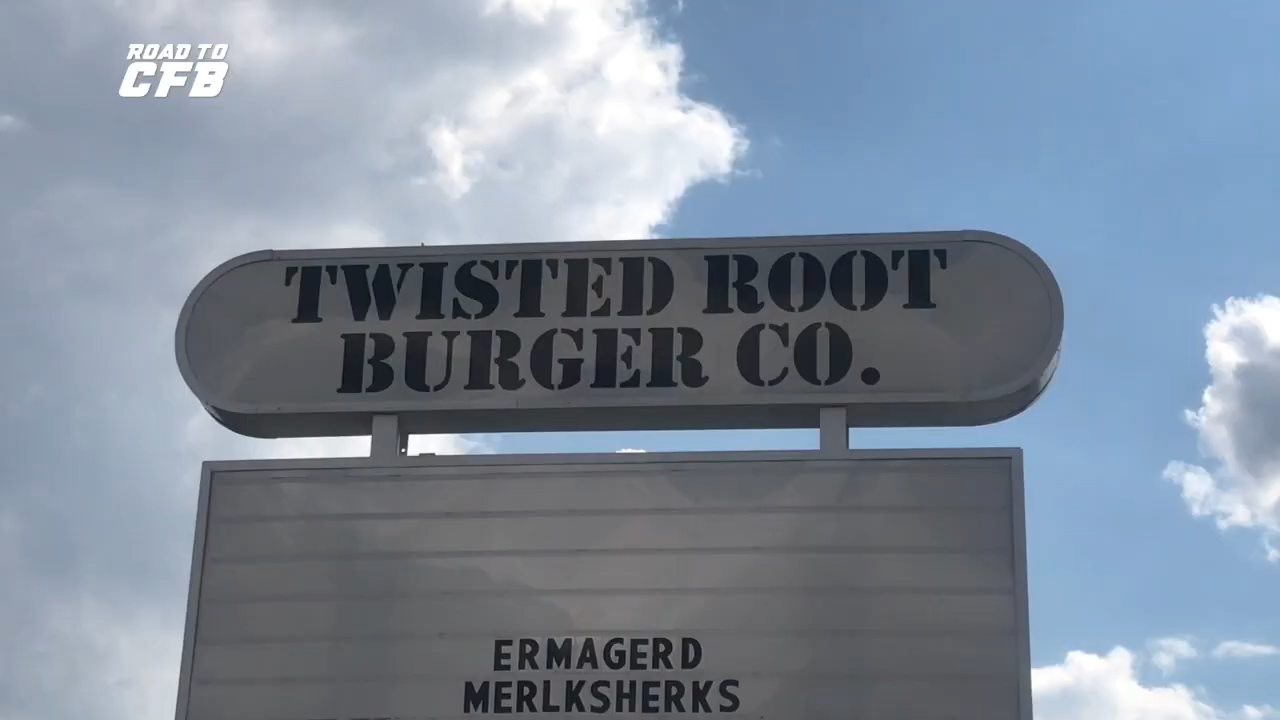 ROAD TO
CFB
TWISTED ROOT
BURGER CO.
ERMAGERD
MERLKSHERKS